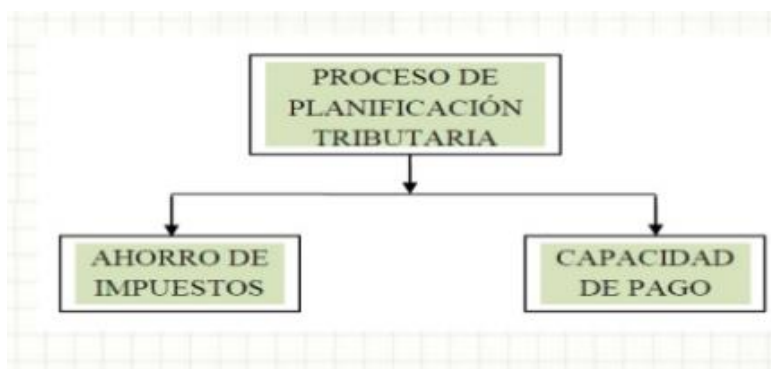 PROCESO DE
PLANIFICACIÓN
TRIBUTARIA
AHORRO DE
IMPUESTOS
CAPACIDAD
DE PAGO